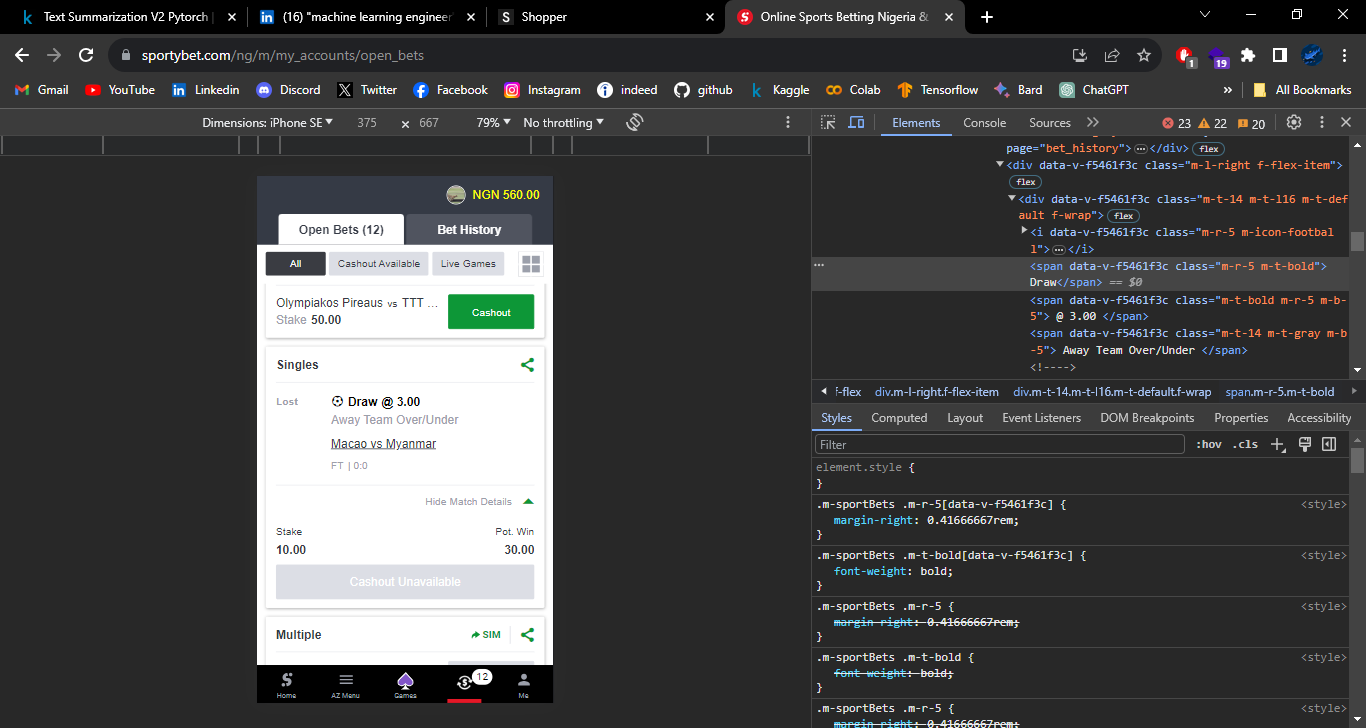 Text Summarization V2 Pytorch
(16) "machine learning engineer"
Shopper
Online Sports Betting Nigeria &
sportybet.com/ng/m/my_accounts/open_bets
1
19
Gmail YouTube Linkedin Discord Twitter Facebook Instagram indeed github Kaggle Colab Tensorflow Bard ChatGPT » All Bookmarks
Dimensions: iPhone SE 375 × 667 79% No throttling
Elements Console Sources 23 22 20
NGN 560.00
Open Bets (12) Bet History
All Cashout Available Live Games
Olympiakos Pireaus vs TTT ...
Stake 50.00
Cashout
Singles
Lost Draw @ 3.00
Away Team Over/Under
Macao vs Myanmar
FT | 0:0
Hide Match Details
Stake Pot. Win
10.00 30.00
Cashout Unavailable
Multiple SIM
12
Home AZ Menu Games Me
page="bet_history"> … </div> flex
<div data-v-f5461f3c class="m-l-right f-flex-item">
flex
<div data-v-f5461f3c class="m-t-14 m-t-l16 m-t-def
ault f-wrap"> flex
<i data-v-f5461f3c class="m-r-5 m-icon-footbal
l"> … </i>
… <span data-v-f5461f3c class="m-r-5 m-t-bold">
Draw</span> == $0
<span data-v-f5461f3c class="m-t-bold m-r-5 m-b-
5"> @ 3.00 </span>
<span data-v-f5461f3c class="m-t-14 m-t-gray m-b
-5"> Away Team Over/Under </span>
<!---->
f-flex div.m-l-right.f-flex-item div.m-t-14.m-t-l16.m-t-default.f-wrap span.m-r-5.m-t-bold
Styles Computed Layout Event Listeners DOM Breakpoints Properties Accessibility
Filter :hov .cls
element.style {
}
.m-sportBets .m-r-5[data-v-f5461f3c] { <style>
margin-right: 0.41666667rem;
}
.m-sportBets .m-t-bold[data-v-f5461f3c] { <style>
font-weight: bold;
}
.m-sportBets .m-r-5 { <style>
margin-right: 0.41666667rem;
}
.m-sportBets .m-t-bold { <style>
font-weight: bold;
}
.m-sportBets .m-r-5 { <style>
margin-right: 0.41666667rem;